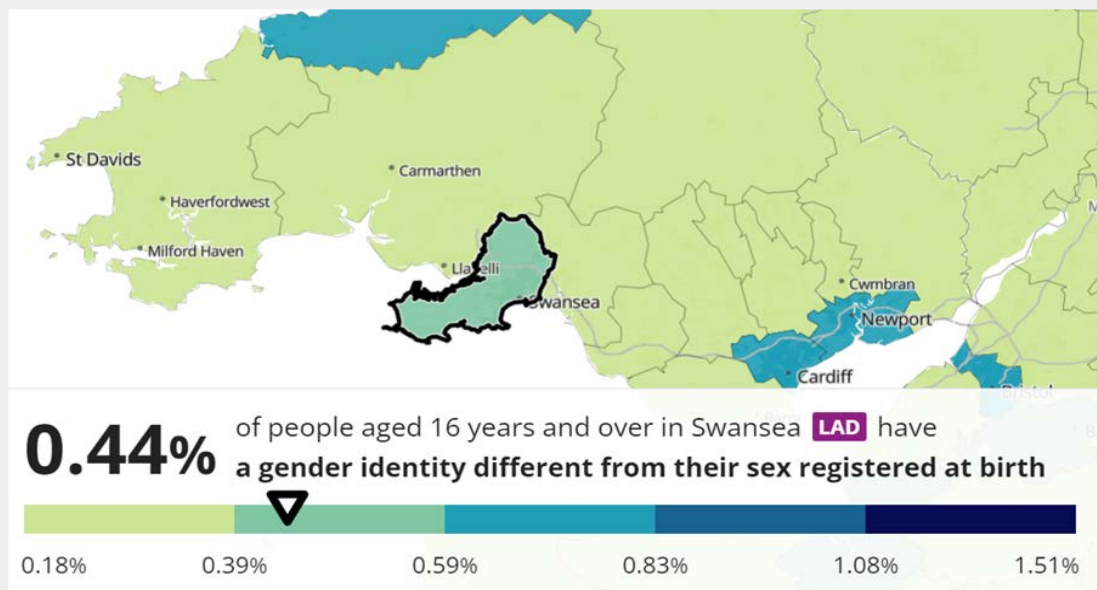 St Davids
Carmarthen
Haverfordwest
Milford Haven
Llanelli
Swansea
Cwmbran
Newport
Cardiff
Bristol
Barry
0.44%
of people aged 16 years and over in Swansea LAD have
a gender identity different from their sex registered at birth
0.18% 0.39% 0.59% 0.83% 1.08% 1.51%